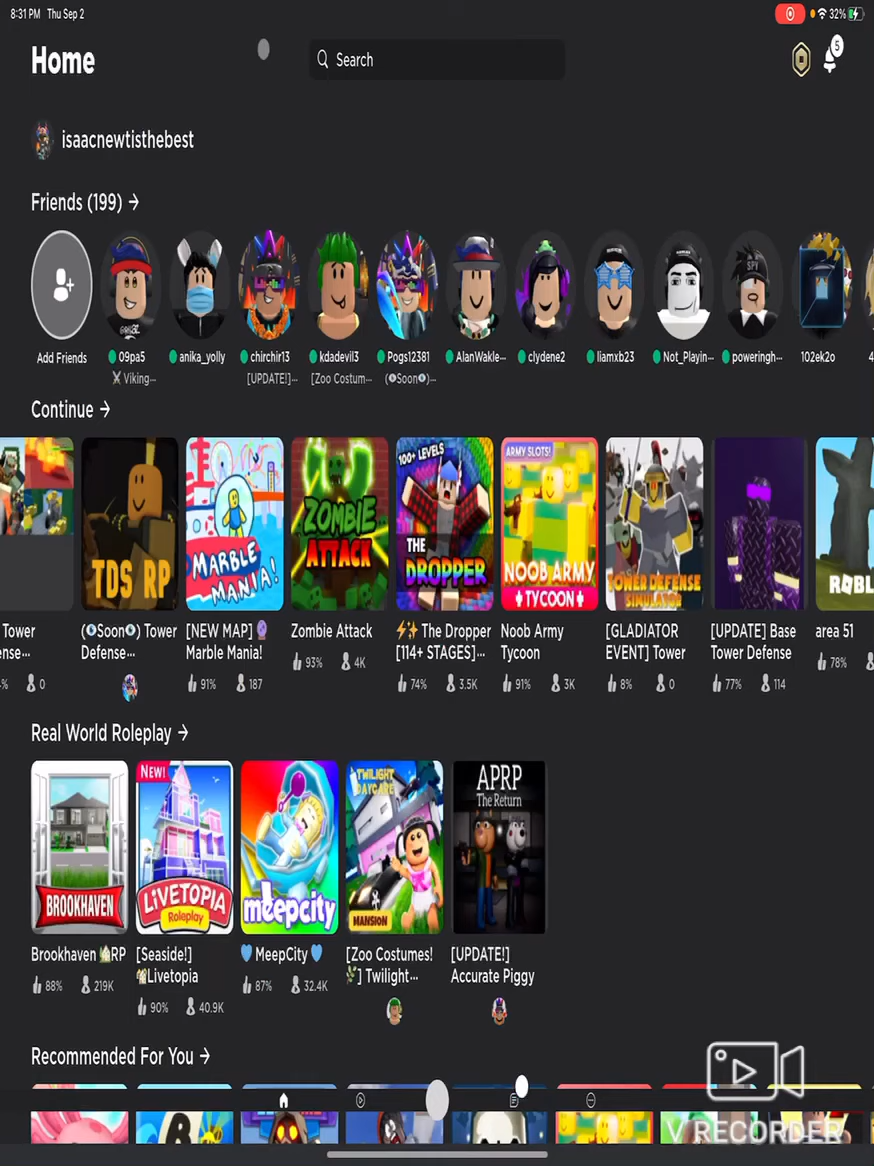 8:31 PM Thu Sep 2
32%
Home
Search
5
isaacnewtisthebest
Friends (199) →
Add Friends
09pa5
anika_yolly
chirchir13
kdadevil3
Pogs12381
AlanWakle...
clydene2
liamxb23
Not_Playin...
poweringh...
102ek2o
4
⚔ Viking...
[UPDATE!]...
[Zoo Costum...
(👁Soon👁)...
Continue →
TDS RP
MARBLE MANIA!
ZOMBIE ATTACK
100+ LEVELS
THE DROPPER
ARMY SLOTS!
NOOB ARMY
TYCOON
TOWER DEFENSE
SIMULATOR
ROBL
Tower
ense...
(👁Soon👁) Tower
Defense...
[NEW MAP] 🔮
Marble Mania!
Zombie Attack
⚡✨ The Dropper
[114+ STAGES]...
Noob Army
Tycoon
[GLADIATOR
EVENT] Tower
[UPDATE] Base
Tower Defense
area 51
% 0
91% 187
93% 4K
74% 3.5K
91% 3K
8% 0
77% 114
78%
Real World Roleplay →
BROOKHAVEN
NEW!
LIVETOPIA
Roleplay
meepcity
TWILIGHT
DAYCARE
MANSION
APRP
The Return
Brookhaven 🏡RP
[Seaside!]
🏡Livetopia
💙 MeepCity 💙
[Zoo Costumes!
🌿] Twilight...
[UPDATE!]
Accurate Piggy
88% 219K
90% 40.9K
87% 32.4K
Recommended For You →
V RECORDER